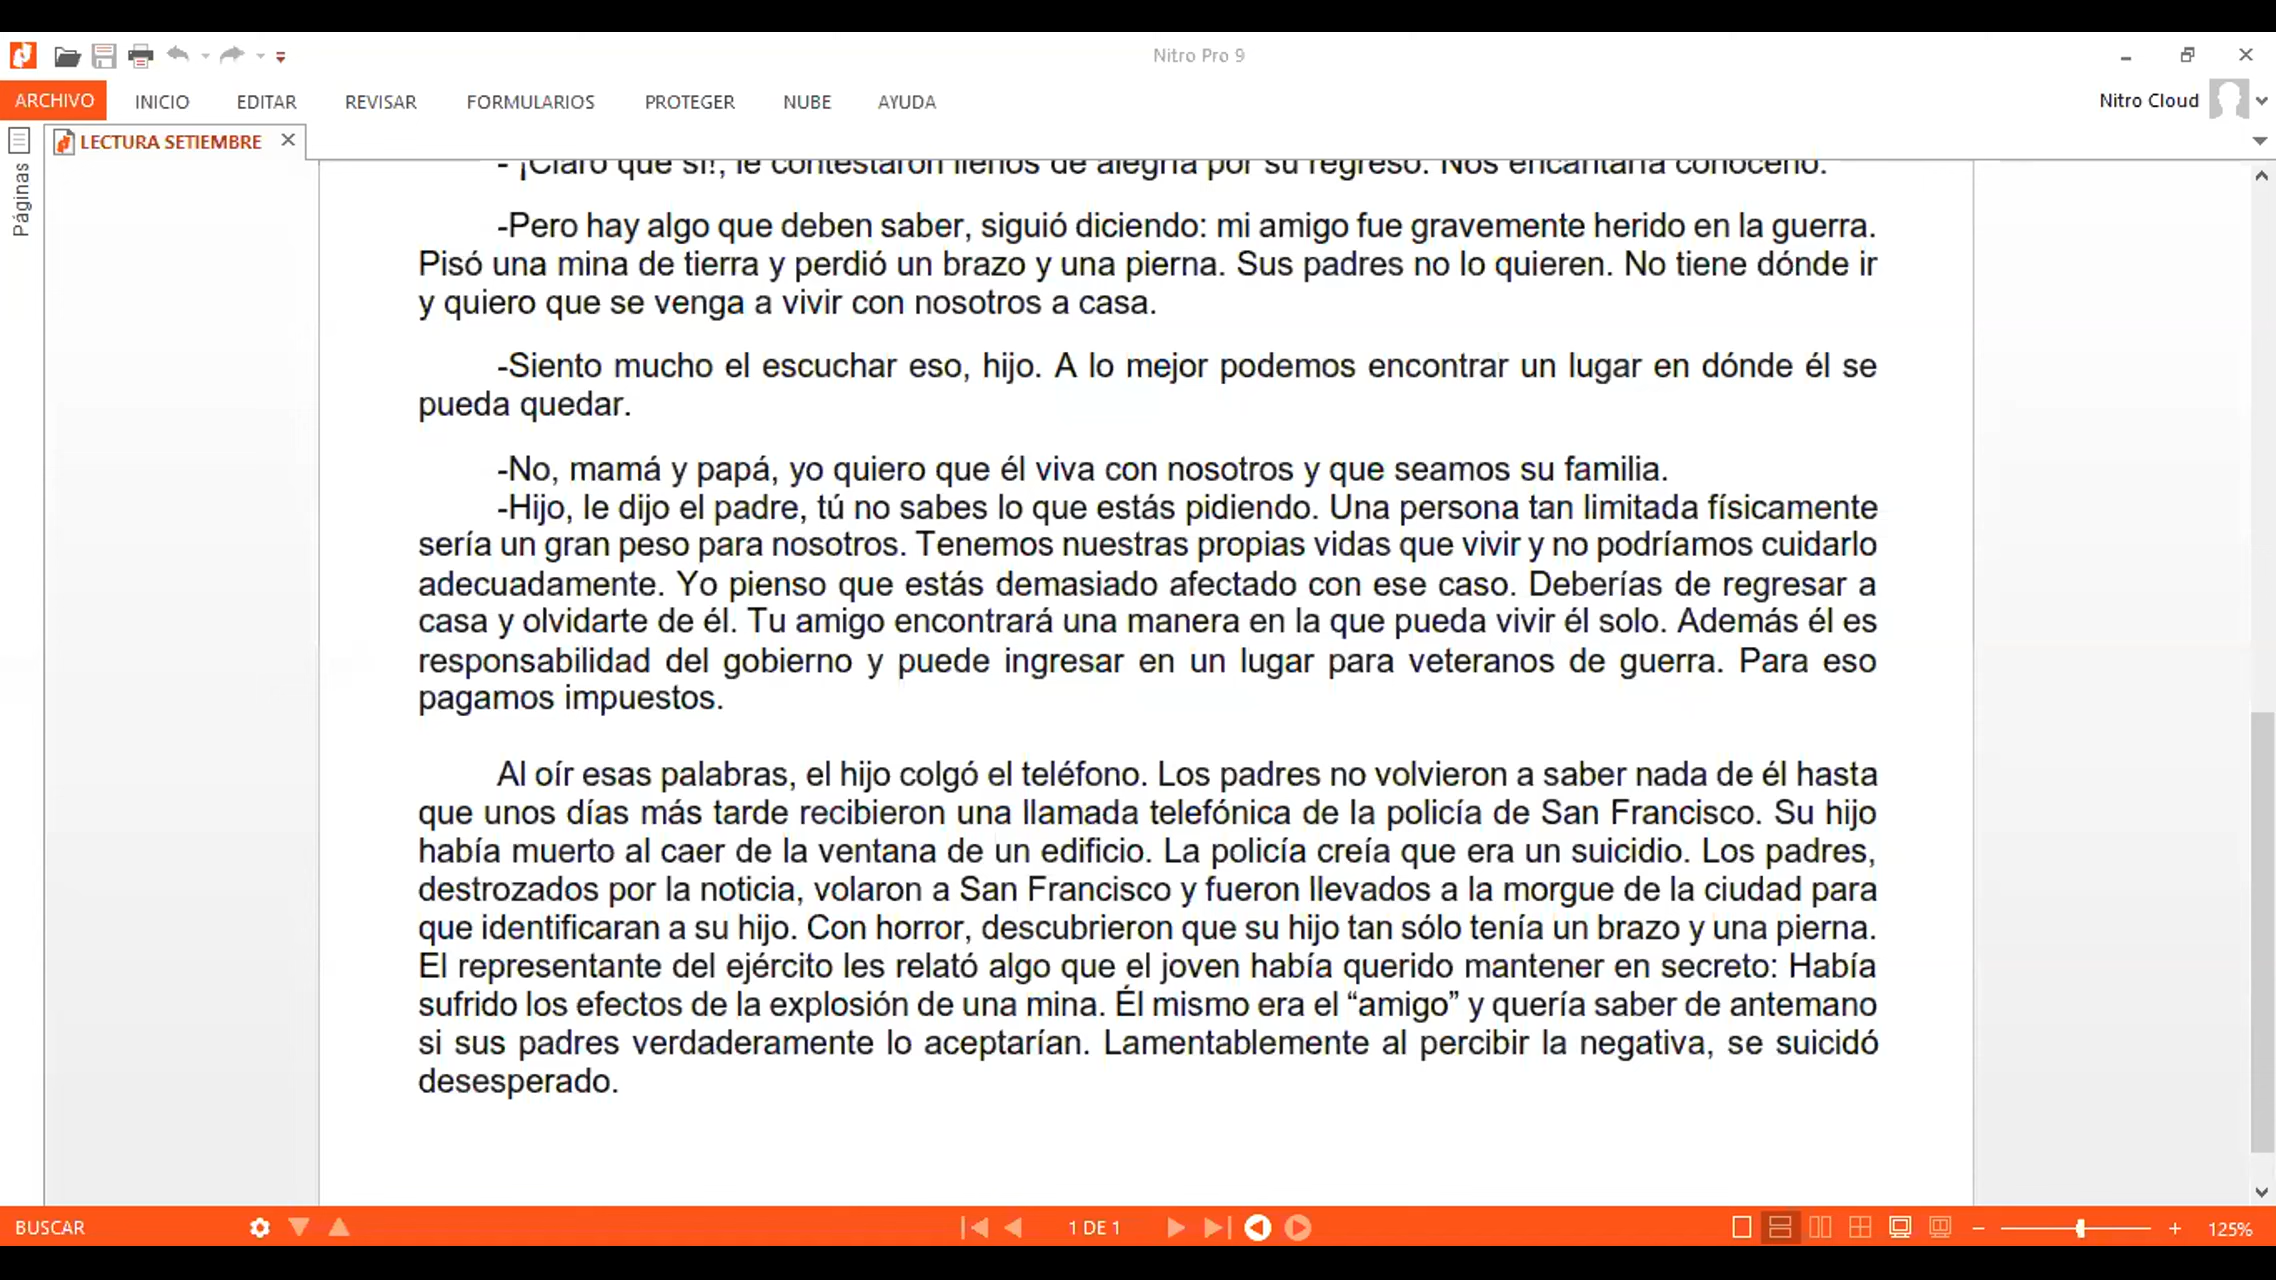 Nitro Pro 9
ARCHIVO INICIO EDITAR REVISAR FORMULARIOS PROTEGER NUBE AYUDA Nitro Cloud
LECTURA SETIEMBRE
Páginas
- ¡Claro que sí!, le contestaron llenos de alegría por su regreso. Nos encantaría conocerlo.
-Pero hay algo que deben saber, siguió diciendo: mi amigo fue gravemente herido en la guerra.
Pisó una mina de tierra y perdió un brazo y una pierna. Sus padres no lo quieren. No tiene dónde ir
y quiero que se venga a vivir con nosotros a casa.
-Siento mucho el escuchar eso, hijo. A lo mejor podemos encontrar un lugar en dónde él se
pueda quedar.
-No, mamá y papá, yo quiero que él viva con nosotros y que seamos su familia.
-Hijo, le dijo el padre, tú no sabes lo que estás pidiendo. Una persona tan limitada físicamente
sería un gran peso para nosotros. Tenemos nuestras propias vidas que vivir y no podríamos cuidarlo
adecuadamente. Yo pienso que estás demasiado afectado con ese caso. Deberías de regresar a
casa y olvidarte de él. Tu amigo encontrará una manera en la que pueda vivir él solo. Además él es
responsabilidad del gobierno y puede ingresar en un lugar para veteranos de guerra. Para eso
pagamos impuestos.
Al oír esas palabras, el hijo colgó el teléfono. Los padres no volvieron a saber nada de él hasta
que unos días más tarde recibieron una llamada telefónica de la policía de San Francisco. Su hijo
había muerto al caer de la ventana de un edificio. La policía creía que era un suicidio. Los padres,
destrozados por la noticia, volaron a San Francisco y fueron llevados a la morgue de la ciudad para
que identificaran a su hijo. Con horror, descubrieron que su hijo tan sólo tenía un brazo y una pierna.
El representante del ejército les relató algo que el joven había querido mantener en secreto: Había
sufrido los efectos de la explosión de una mina. Él mismo era el “amigo” y quería saber de antemano
si sus padres verdaderamente lo aceptarían. Lamentablemente al percibir la negativa, se suicidó
desesperado.
BUSCAR 1 DE 1 125%